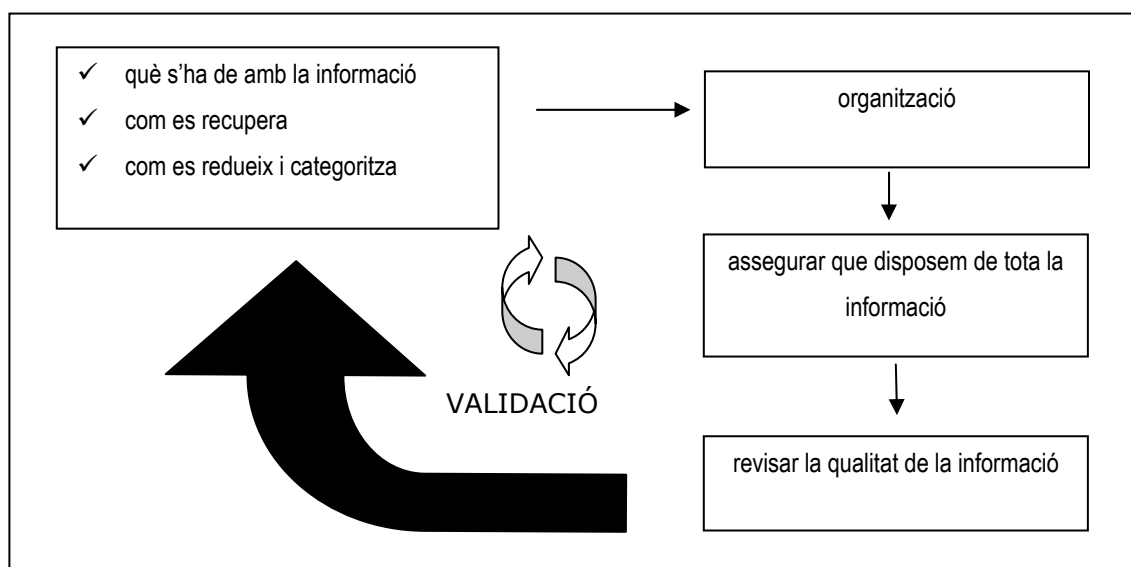 què s’ha de amb la informació
com es recupera
com es redueix i categoritza
organització
assegurar que disposem de tota la
informació
VALIDACIÓ
revisar la qualitat de la informació